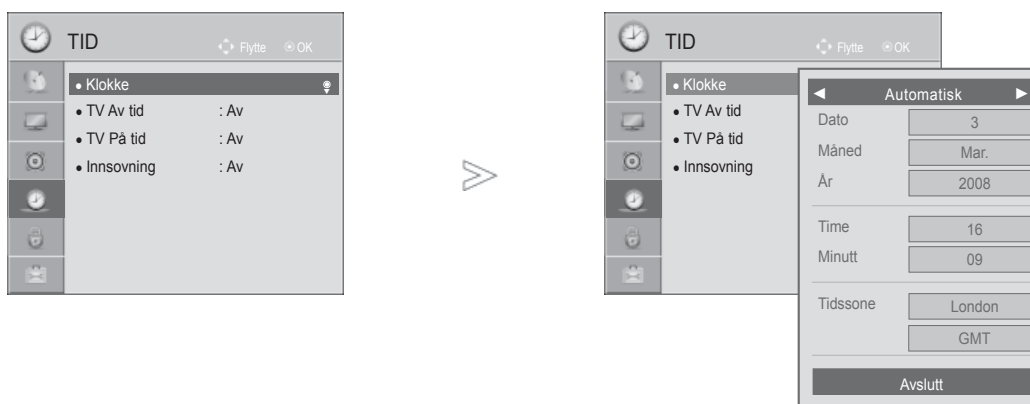 TID
Flytte OK
Klokke
TV Av tid : Av
TV På tid : Av
Innsovning : Av
TID
Flytte OK
Klokke
TV Av tid
TV På tid
Innsovning
Automatisk
Dato 3
Måned Mar.
År 2008
Time 16
Minutt 09
Tidssone London
GMT
Avslutt